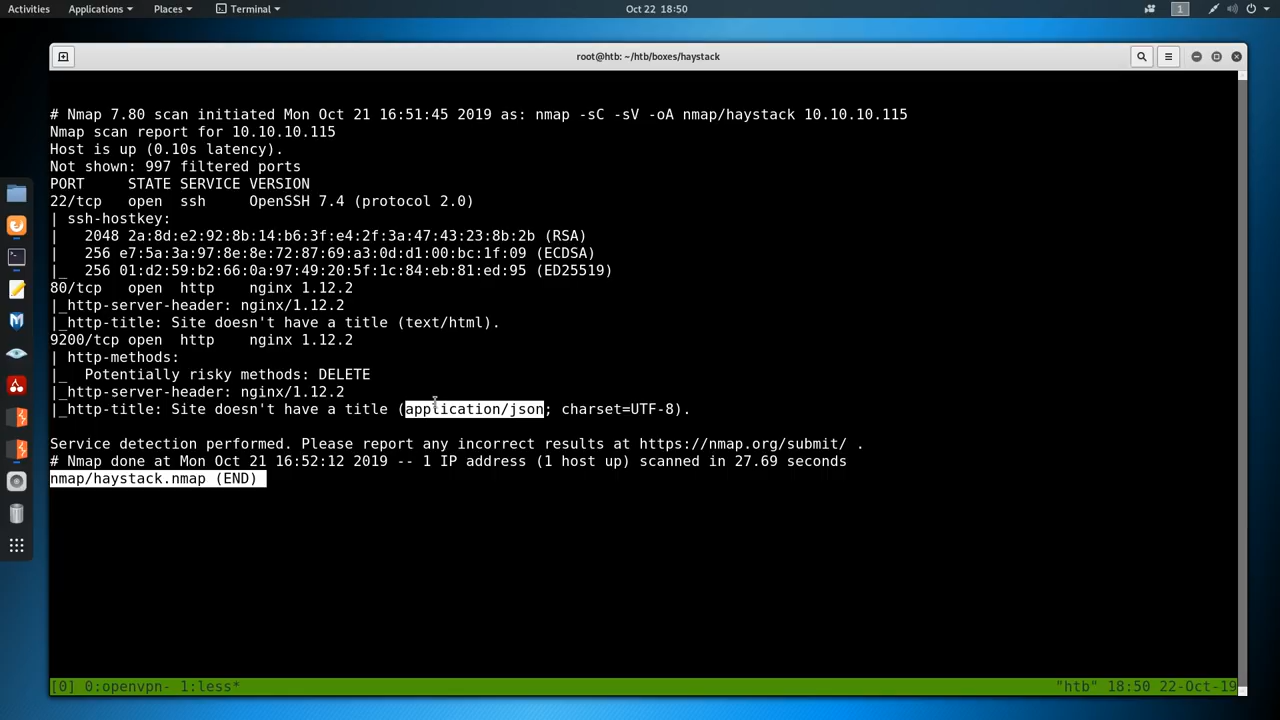 Activities Applications Places Terminal Oct 22 18:50 1
root@htb: ~/htb/boxes/haystack
# Nmap 7.80 scan initiated Mon Oct 21 16:51:45 2019 as: nmap -sC -sV -oA nmap/haystack 10.10.10.115
Nmap scan report for 10.10.10.115
Host is up (0.10s latency).
Not shown: 997 filtered ports
PORT     STATE SERVICE VERSION
22/tcp   open  ssh     OpenSSH 7.4 (protocol 2.0)
| ssh-hostkey:
|   2048 2a:8d:e2:92:8b:14:b6:3f:e4:2f:3a:47:43:23:8b:2b (RSA)
|   256 e7:5a:3a:97:8e:8e:72:87:69:a3:0d:d1:00:bc:1f:09 (ECDSA)
|_  256 01:d2:59:b2:66:0a:97:49:20:5f:1c:84:eb:81:ed:95 (ED25519)
80/tcp   open  http    nginx 1.12.2
|_http-server-header: nginx/1.12.2
|_http-title: Site doesn't have a title (text/html).
9200/tcp open  http    nginx 1.12.2
| http-methods:
|_  Potentially risky methods: DELETE
|_http-server-header: nginx/1.12.2
|_http-title: Site doesn't have a title (application/json; charset=UTF-8).
Service detection performed. Please report any incorrect results at https://nmap.org/submit/ .
# Nmap done at Mon Oct 21 16:52:12 2019 -- 1 IP address (1 host up) scanned in 27.69 seconds
nmap/haystack.nmap (END)
[0] 0:openvpn- 1:less* "htb" 18:50 22-Oct-19